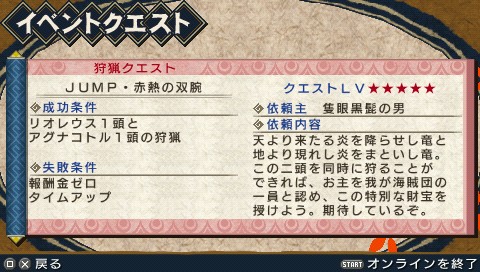 イベントクエスト
狩猟クエスト
JUMP・赤熱の双腕
成功条件
リオレウス1頭と
アグナコトル1頭の狩猟
失敗条件
報酬金ゼロ
タイムアップ
クエストLV★★★★★
依頼主 隻眼黒髭の男
依頼内容
天より来たる炎を降らせし竜と
地より現れし炎をまといし竜。
この二頭を同時に狩ることが
できれば、お主を我が海賊団の
一員と認め、この特別な財宝を
授けよう。期待しているぞ。
戻る
START オンラインを終了